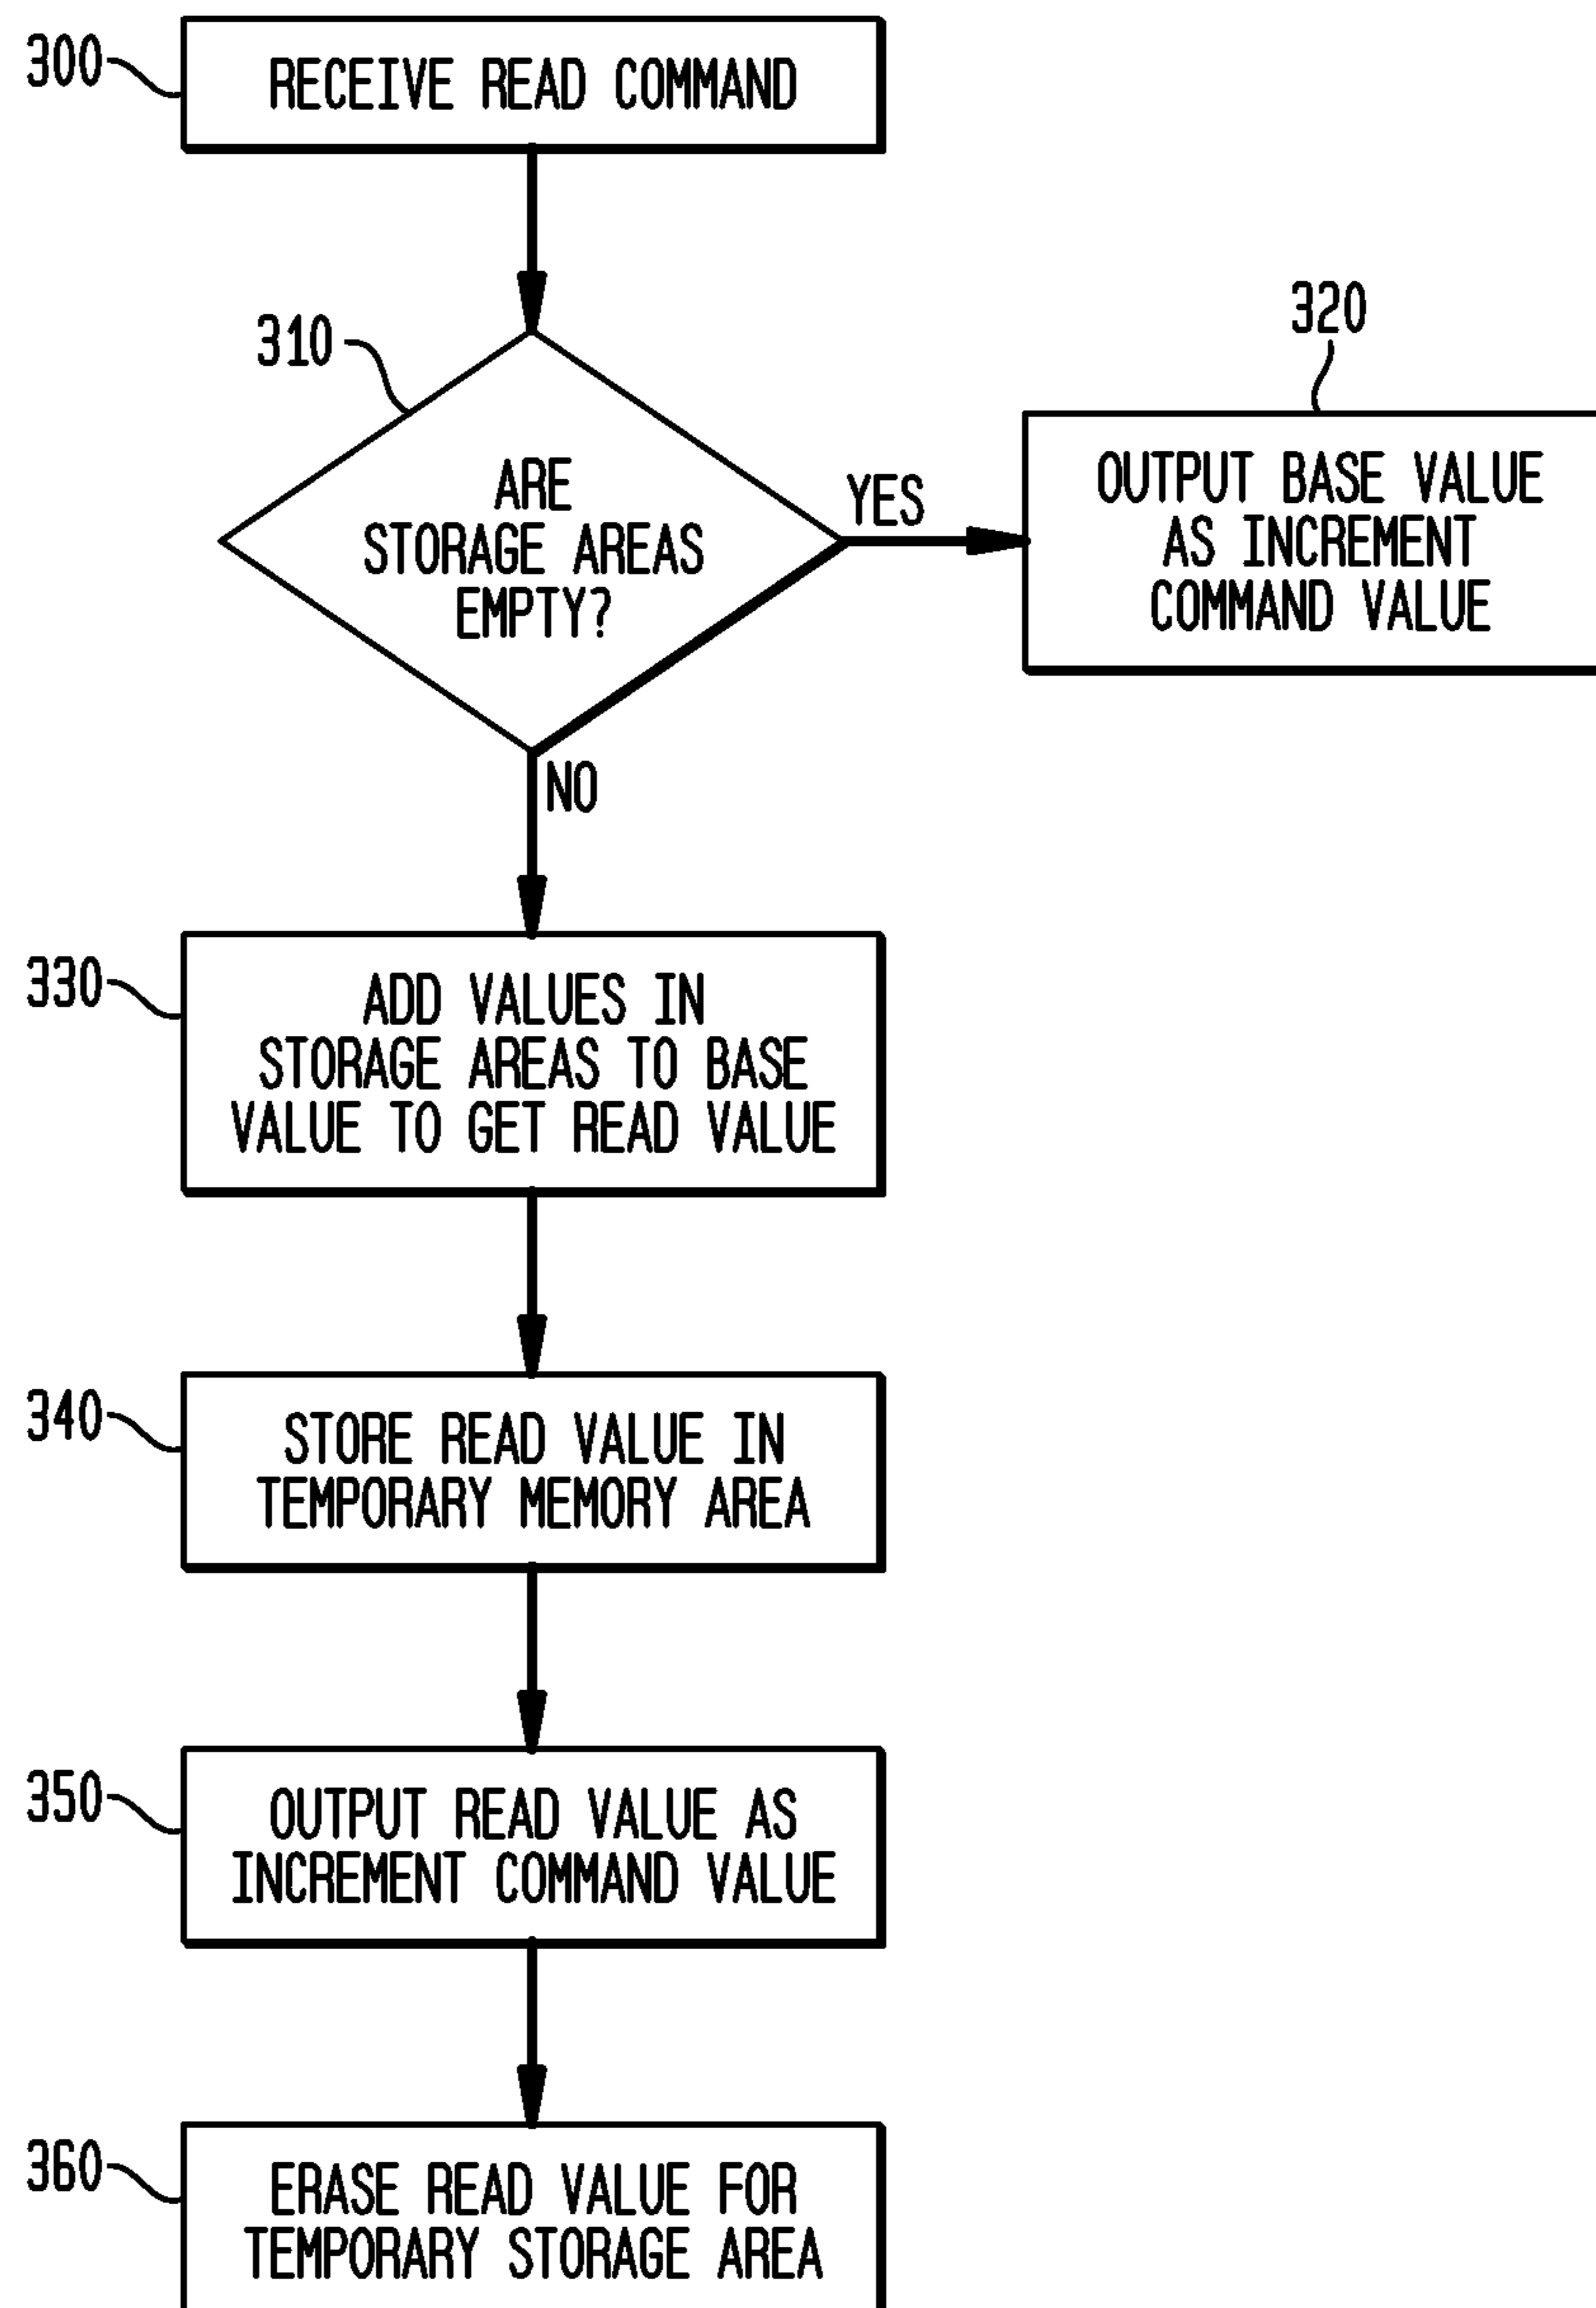 300
RECEIVE READ COMMAND
310
ARE
STORAGE AREAS
EMPTY?
YES
320
OUTPUT BASE VALUE
AS INCREMENT
COMMAND VALUE
NO
330
ADD VALUES IN
STORAGE AREAS TO BASE
VALUE TO GET READ VALUE
340
STORE READ VALUE IN
TEMPORARY MEMORY AREA
350
OUTPUT READ VALUE AS
INCREMENT COMMAND VALUE
360
ERASE READ VALUE FOR
TEMPORARY STORAGE AREA